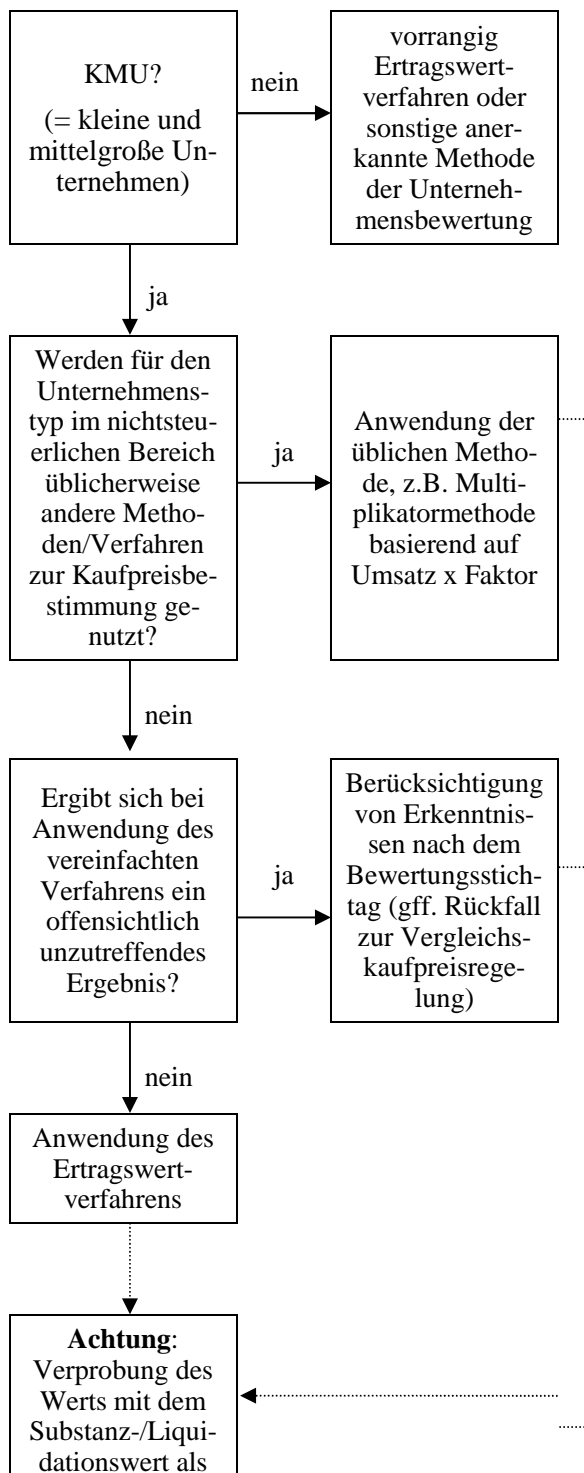 KMU?
(= kleine und
mittelgroße Un-
ternehmen)
nein
vorrangig
Ertragswert-
verfahren oder
sonstige aner-
kannte Methode
der Unterneh-
mensbewertung
ja
Werden für den
Unternehmens-
typ im nichtsteu-
erlichen Bereich
üblicherweise
andere Metho-
den/Verfahren
zur Kaufpreisbe-
stimmung ge-
nutzt?
ja
Anwendung der
üblichen Metho-
de, z.B. Multi-
plikatormethode
basierend auf
Umsatz x Faktor
nein
Ergibt sich bei
Anwendung des
vereinfachten
Verfahrens ein
offensichtlich
unzutreffendes
Ergebnis?
ja
Berücksichtigung
von Erkenntnis-
sen nach dem
Bewertungsstich-
tag (gff. Rückfall
zur Vergleichs-
kaufpreisrege-
lung)
nein
Anwendung des
Ertragswert-
verfahrens
Achtung:
Verprobung des
Werts mit dem
Substanz-/Liqui-
dationswert als